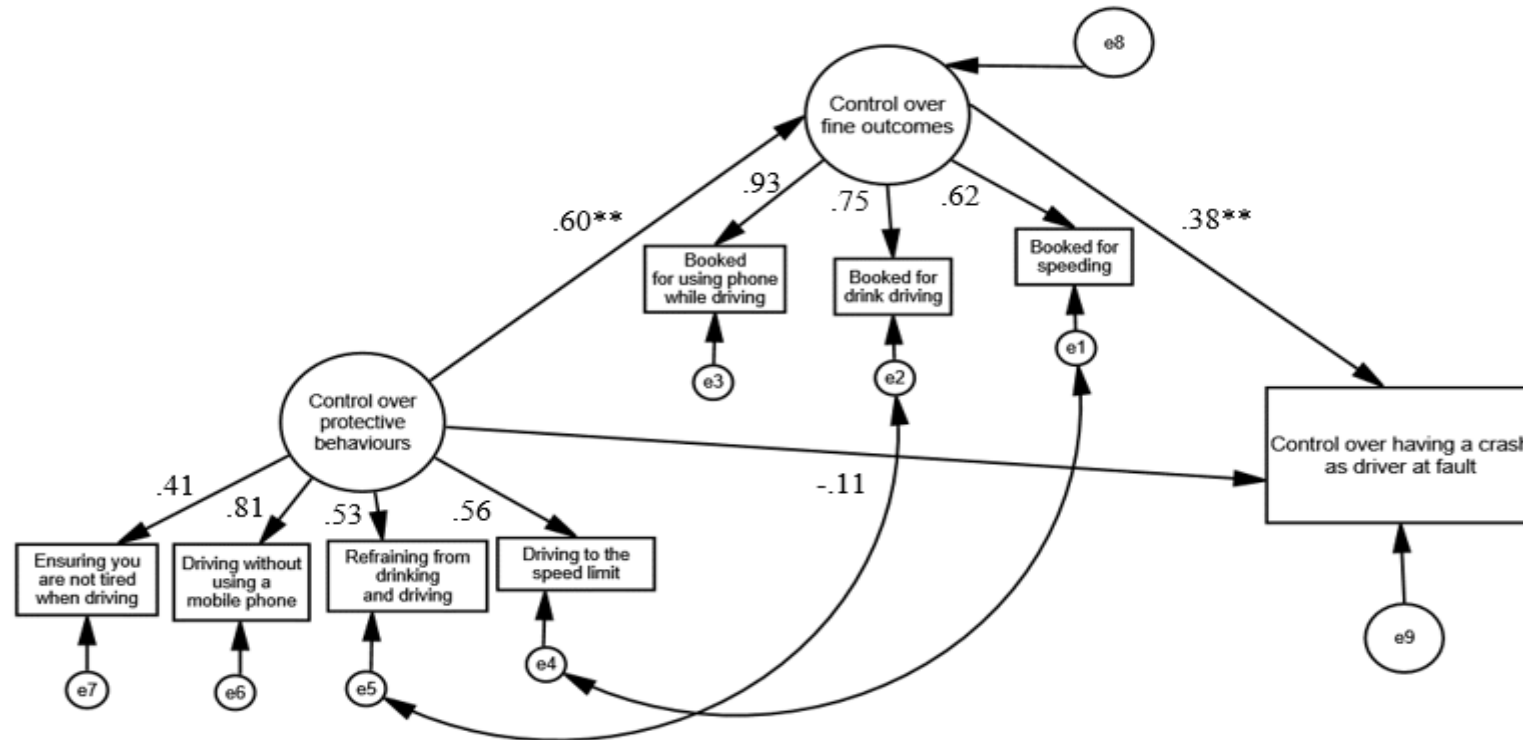 e8
Control over
fine outcomes
.60**
.93
.75
.62
.38**
Booked
for using phone
while driving
Booked for
drink driving
Booked for
speeding
e3
e2
e1
Control over
protective
behaviours
-.11
Control over having a crash
as driver at fault
.41
.81
.53
.56
Ensuring you
are not tired
when driving
Driving without
using a
mobile phone
Refraining from
drinking
and driving
Driving to the
speed limit
e7
e6
e5
e4
e9